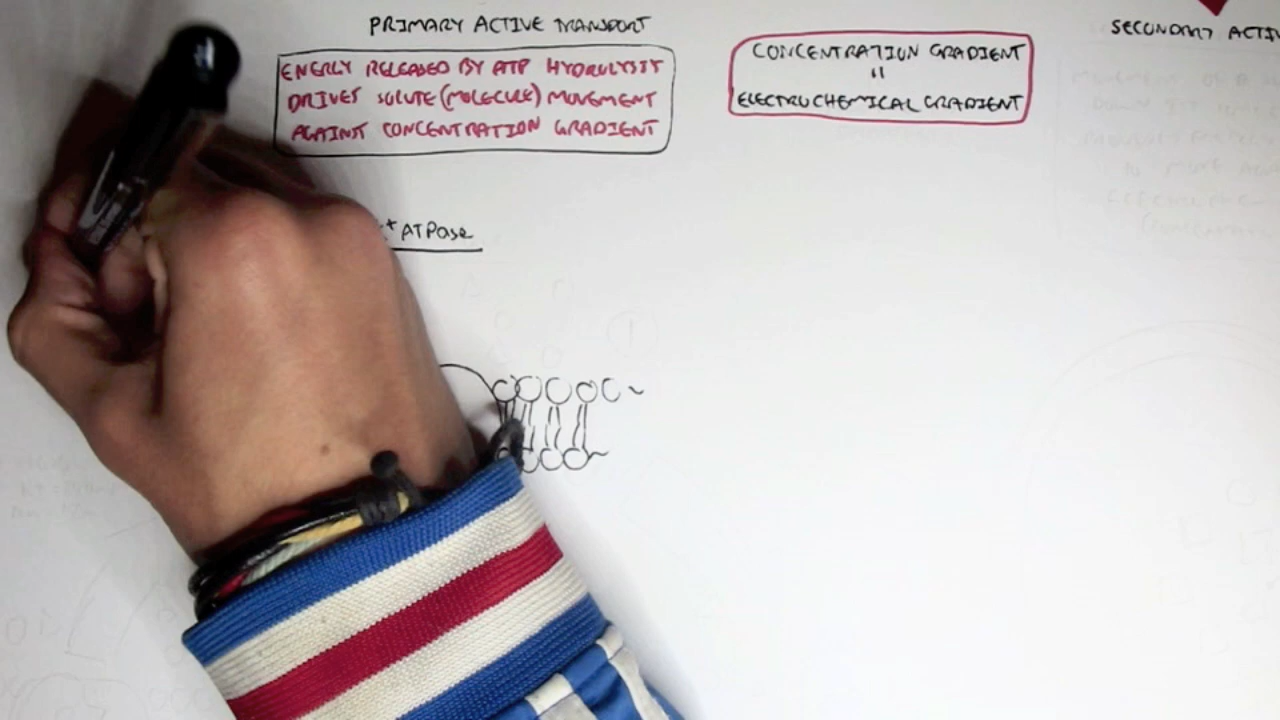 PRIMARY ACTIVE TRANSPORT
ENERGY RELEASED BY ATP HYDROLYSIS
DRIVES SOLUTE (MOLECULE) MOVEMENT
AGAINST CONCENTRATION GRADIENT
CONCENTRATION GRADIENT
=
ELECTROCHEMICAL GRADIENT
SECONDARY ACTIV
+ ATPase